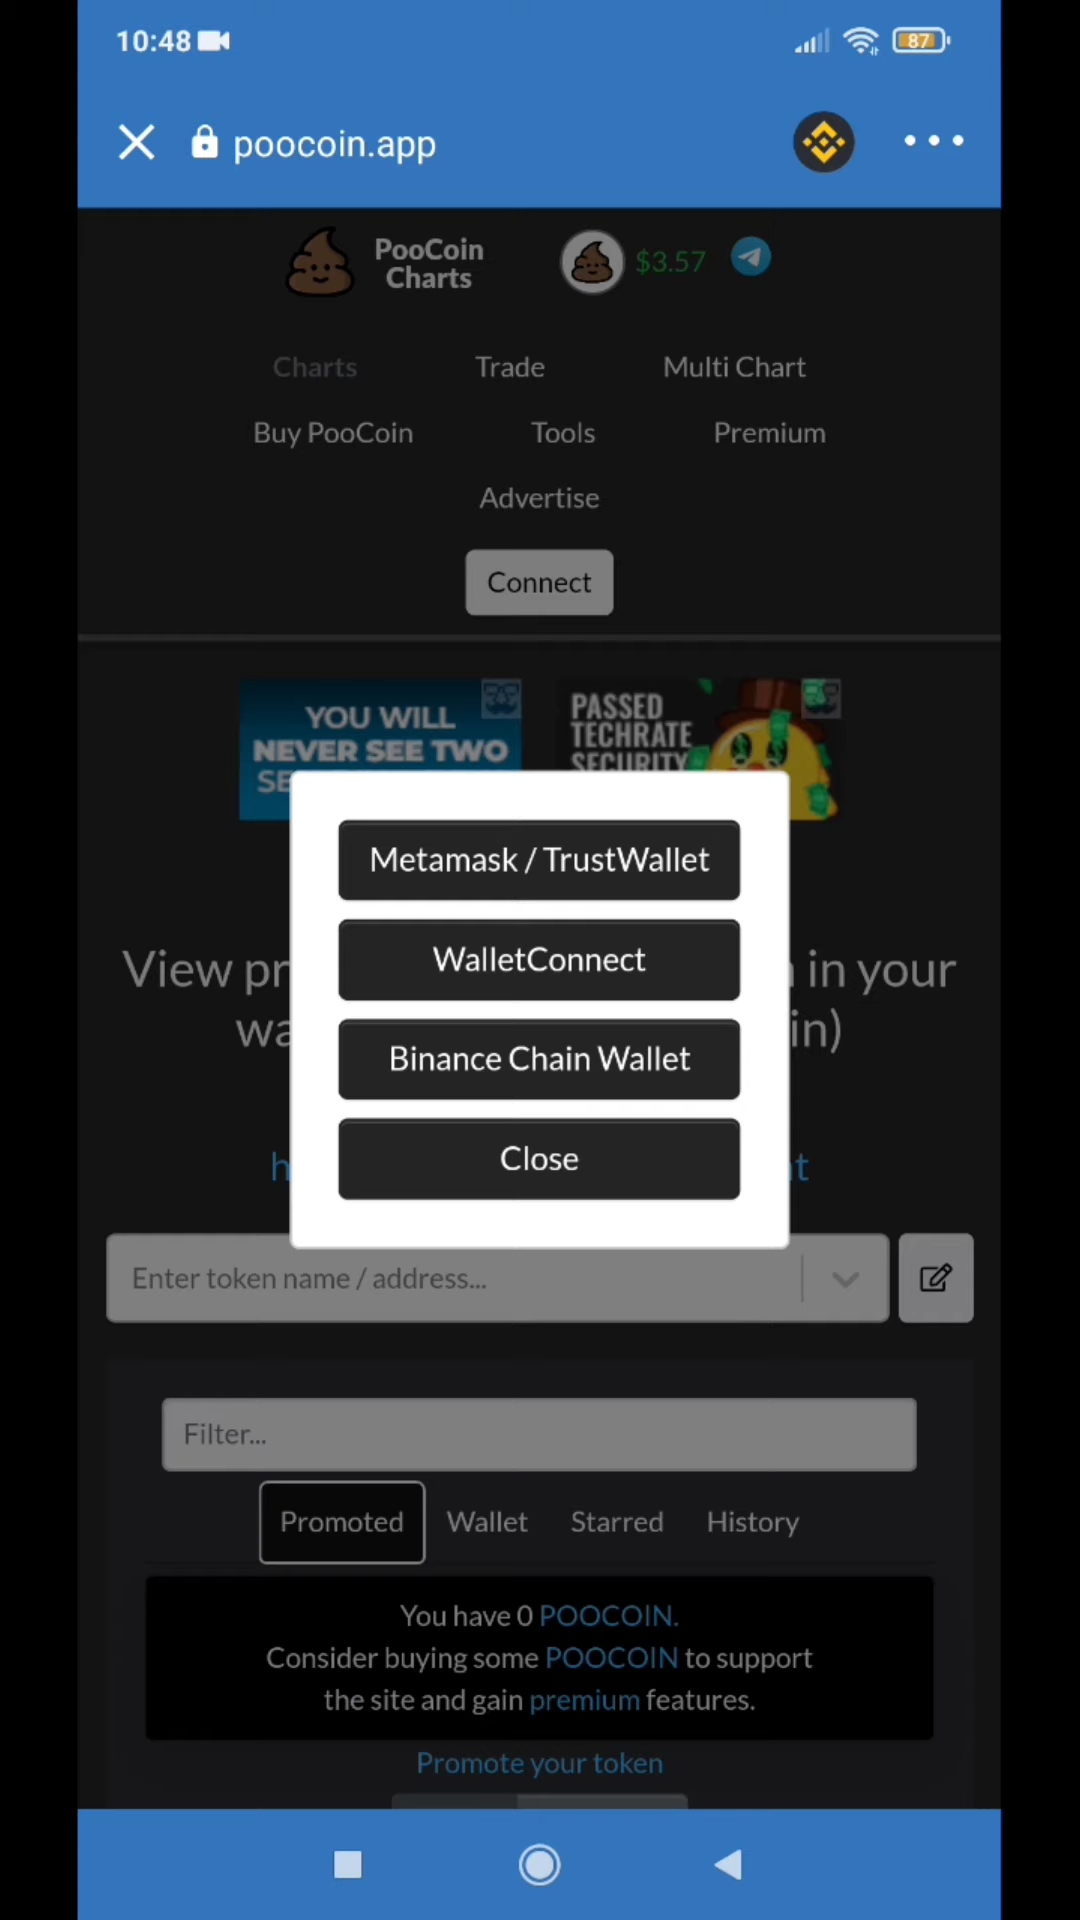 10:48
87
poocoin.app
PooCoin
Charts
$3.57
Charts
Trade
Multi Chart
Buy PooCoin
Tools
Premium
Advertise
Connect
YOU WILL
NEVER SEE TWO
SE
PASSED
TECHRATE
SECURITY
Metamask / TrustWallet
WalletConnect
Binance Chain Wallet
Close
View pr
in your
wa
in)
h
t
Enter token name / address...
Filter...
Promoted
Wallet
Starred
History
You have 0 POOCOIN.
Consider buying some POOCOIN to support
the site and gain premium features.
Promote your token